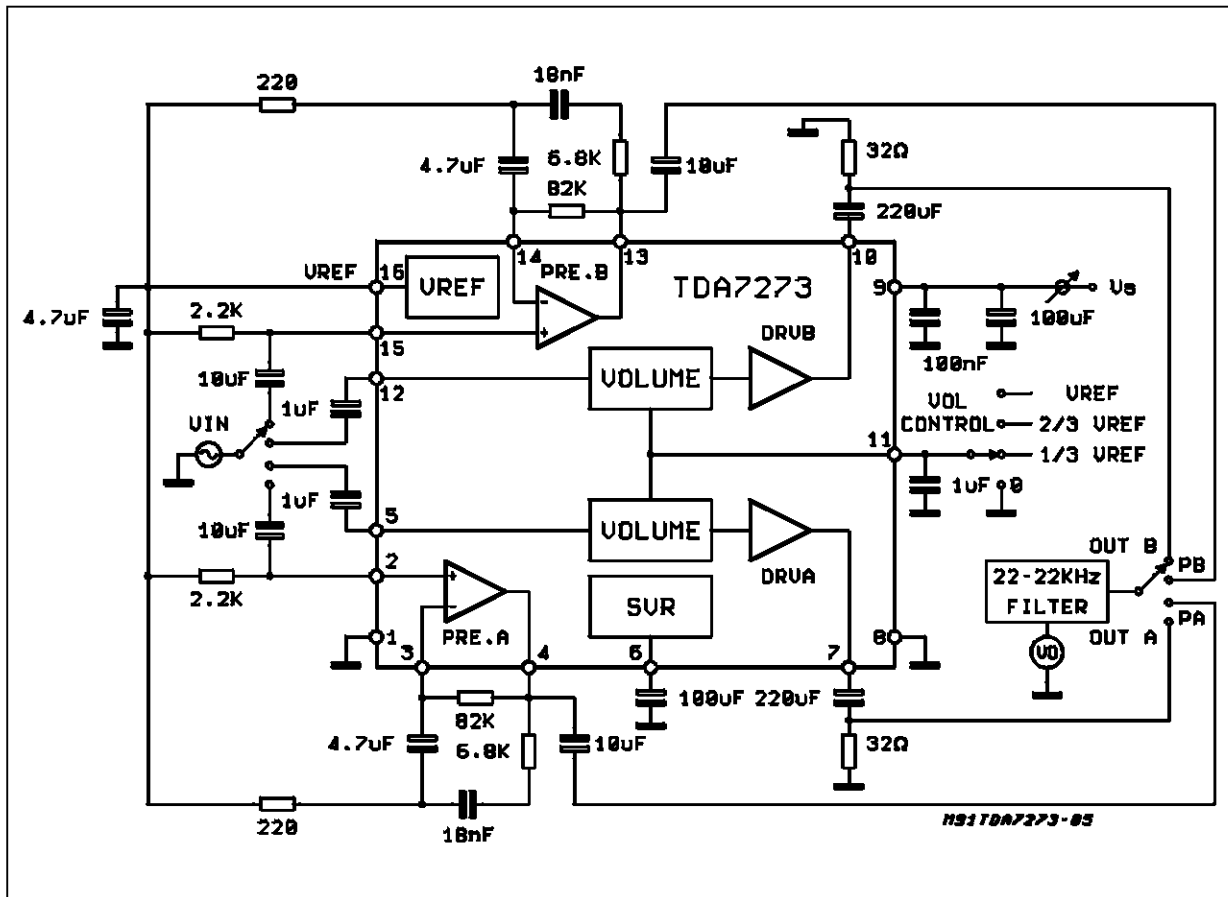 220
18nF
4.7uF
6.8K
82K
10uF
32Ω
220uF
14
13
10
VREF
16
VREF
PRE.B
TDA7273
9
Vs
4.7uF
2.2K
15
DRVB
100nF
100uF
10uF
1uF
12
VOLUME
VOL
CONTROL
VREF
2/3 VREF
1/3 VREF
VIN
11
1uF
0
1uF
10uF
5
VOLUME
DRVA
2
2.2K
SVR
OUT B
PB
22-22KHz
FILTER
PA
OUT A
1
PRE.A
8
VO
3
4
6
7
82K
100uF
220uF
4.7uF
6.8K
10uF
32Ω
220
18nF
M91TDA7273-05